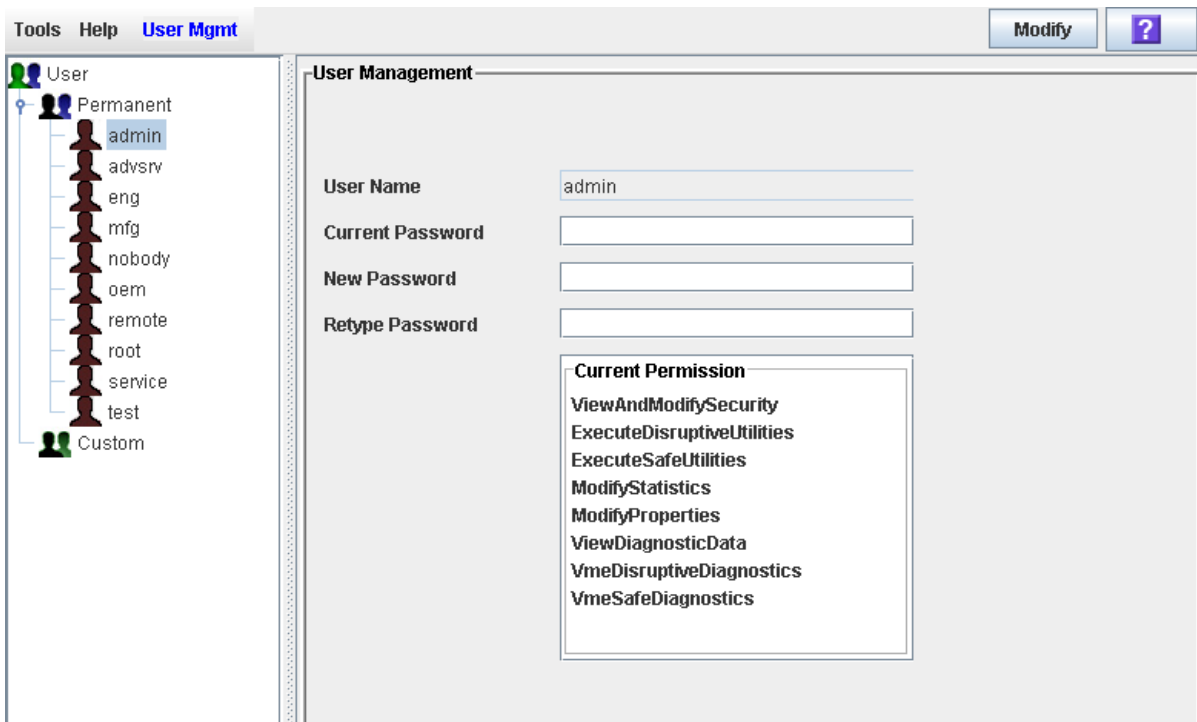 Tools Help User Mgmt
Modify
?
User
Permanent
admin
advsrv
eng
mfg
nobody
oem
remote
root
service
test
Custom
User Management
User Name admin
Current Password
New Password
Retype Password
Current Permission
ViewAndModifySecurity
ExecuteDisruptiveUtilities
ExecuteSafeUtilities
ModifyStatistics
ModifyProperties
ViewDiagnosticData
VmeDisruptiveDiagnostics
VmeSafeDiagnostics